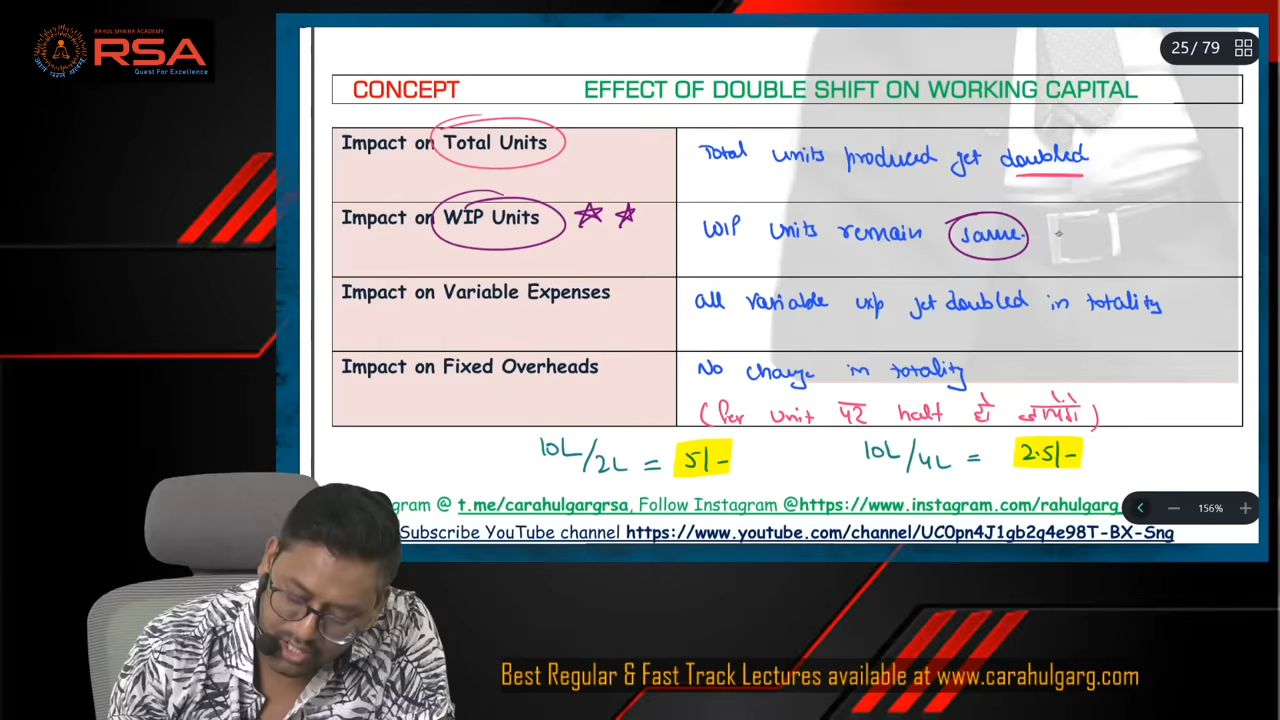 RAHUL SHIKHA ACADEMY
RSA
Quest For Excellence
25 / 79
CONCEPT EFFECT OF DOUBLE SHIFT ON WORKING CAPITAL
Impact on Total Units
Total units produced get doubled
Impact on WIP Units
WIP units remain same.
Impact on Variable Expenses
all variable exp get doubled in totality
Impact on Fixed Overheads
No change in totality
(Per unit half
10L/2L = 5/-
10L/4L = 2.5/-
gram @ t.me/carahulgargrsa, Follow Instagram @https://www.instagram.com/rahulgarg
156%
Subscribe YouTube channel https://www.youtube.com/channel/UC0pn4J1gb2q4e98T-BX-Sng
Best Regular & Fast Track Lectures available at www.carahulgarg.com